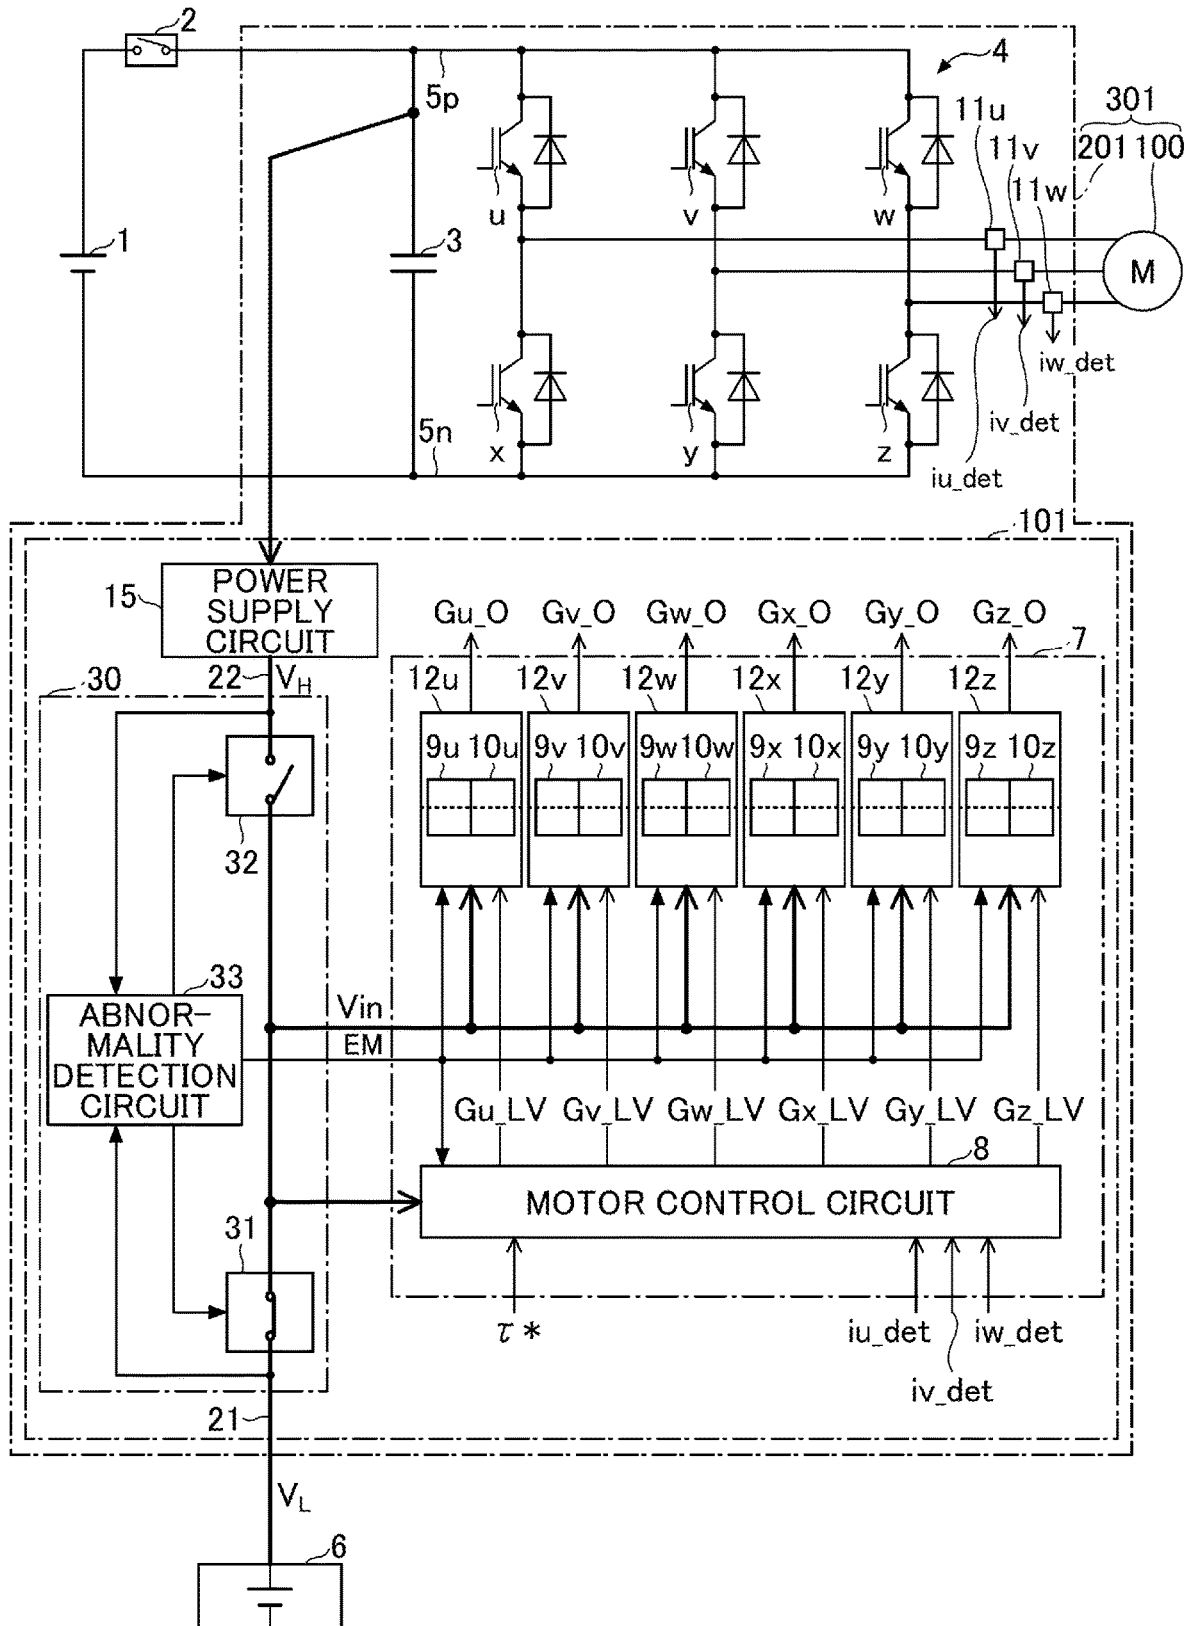 2
4
5p
301
11u
11v
201 100
11w
u
v
w
1
3
M
iw_det
iv_det
5n
x
y
z
iu_det
101
15
POWER
SUPPLY
CIRCUIT
Gu_O Gv_O Gw_O Gx_O Gy_O Gz_O
7
22
VH
30
12u 12v 12w 12x 12y 12z
9u 10u 9v 10v 9w 10w 9x 10x 9y 10y 9z 10z
32
33
ABNOR-
MALITY
DETECTION
CIRCUIT
Vin
EM
Gu_LV Gv_LV Gw_LV Gx_LV Gy_LV Gz_LV
8
MOTOR CONTROL CIRCUIT
31
τ*
iu_det
iw_det
iv_det
21
VL
6